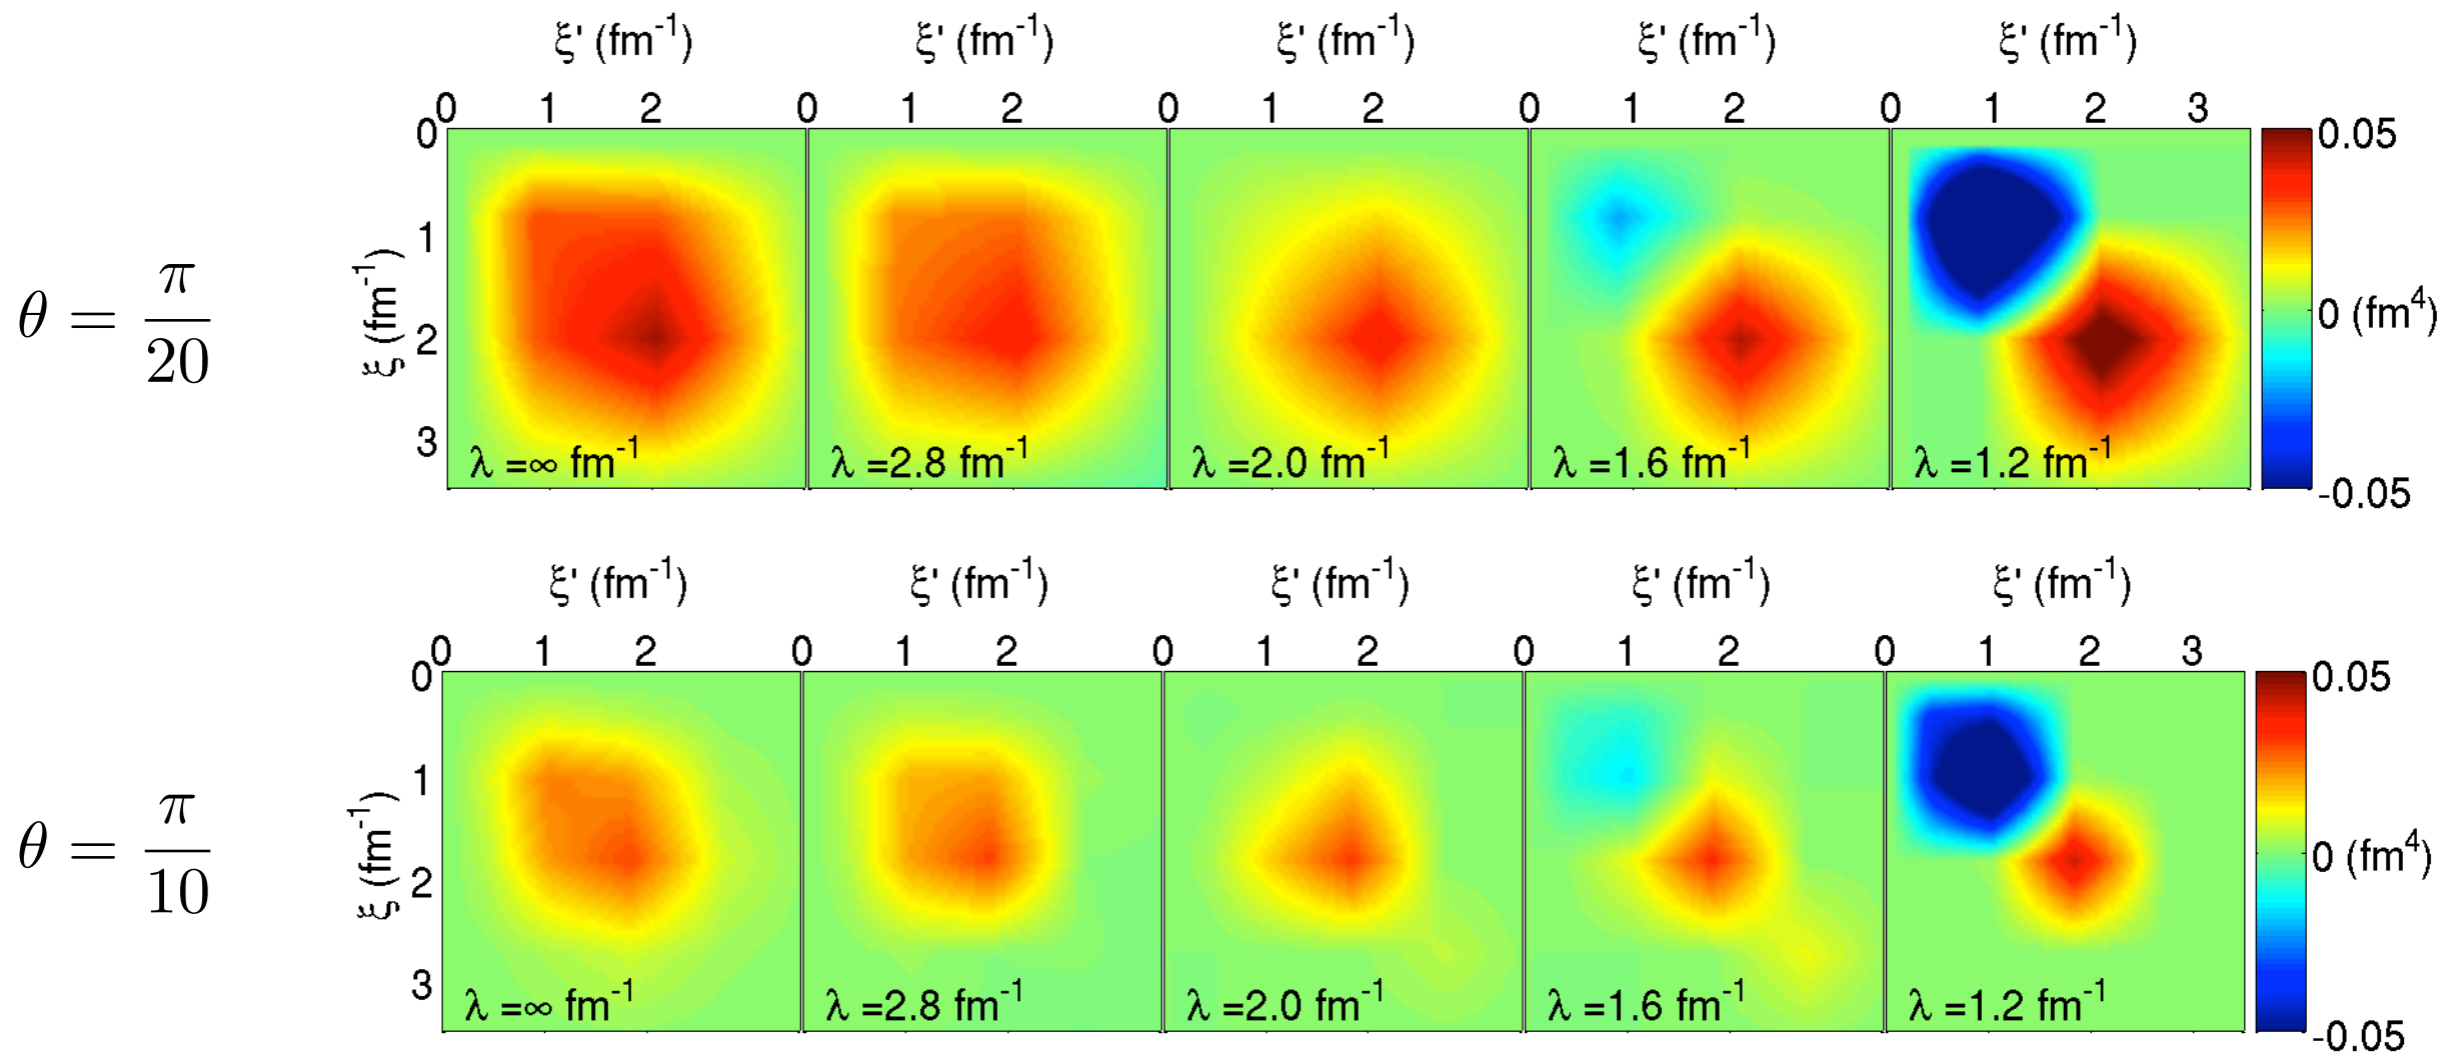 ξ' (fm⁻¹) ξ' (fm⁻¹) ξ' (fm⁻¹) ξ' (fm⁻¹) ξ' (fm⁻¹)
0 1 2 0 1 2 0 1 2 0 1 2 0 1 2 3
θ = π/20
ξ (fm⁻¹)
0
1
2
3
λ =∞ fm⁻¹ λ =2.8 fm⁻¹ λ =2.0 fm⁻¹ λ =1.6 fm⁻¹ λ =1.2 fm⁻¹
0.05
0 (fm⁴)
-0.05
ξ' (fm⁻¹) ξ' (fm⁻¹) ξ' (fm⁻¹) ξ' (fm⁻¹) ξ' (fm⁻¹)
0 1 2 0 1 2 0 1 2 0 1 2 0 1 2 3
θ = π/10
ξ (fm⁻¹)
0
1
2
3
λ =∞ fm⁻¹ λ =2.8 fm⁻¹ λ =2.0 fm⁻¹ λ =1.6 fm⁻¹ λ =1.2 fm⁻¹
0.05
0 (fm⁴)
-0.05